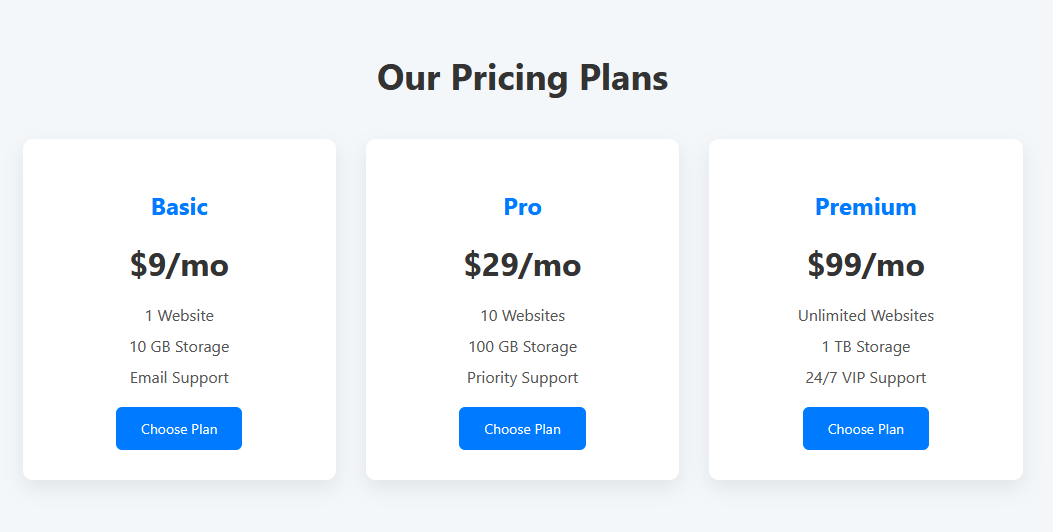 Our Pricing Plans
Basic
$9/mo
1 Website
10 GB Storage
Email Support
Choose Plan
Pro
$29/mo
10 Websites
100 GB Storage
Priority Support
Choose Plan
Premium
$99/mo
Unlimited Websites
1 TB Storage
24/7 VIP Support
Choose Plan